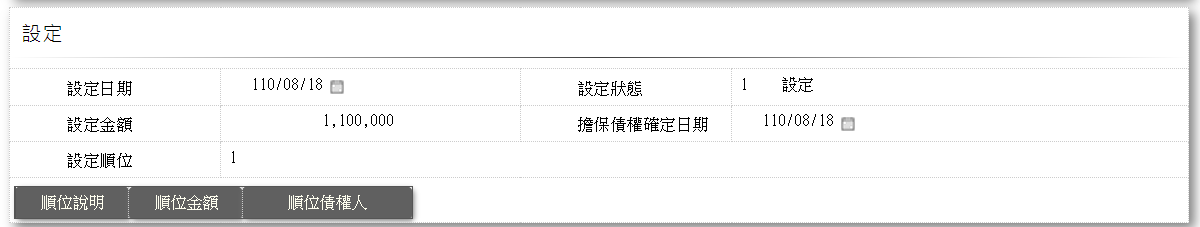 設定
設定日期 110/08/18 設定狀態 1 設定
設定金額 1,100,000 擔保債權確定日期 110/08/18
設定順位 1
順位說明 順位金額 順位債權人